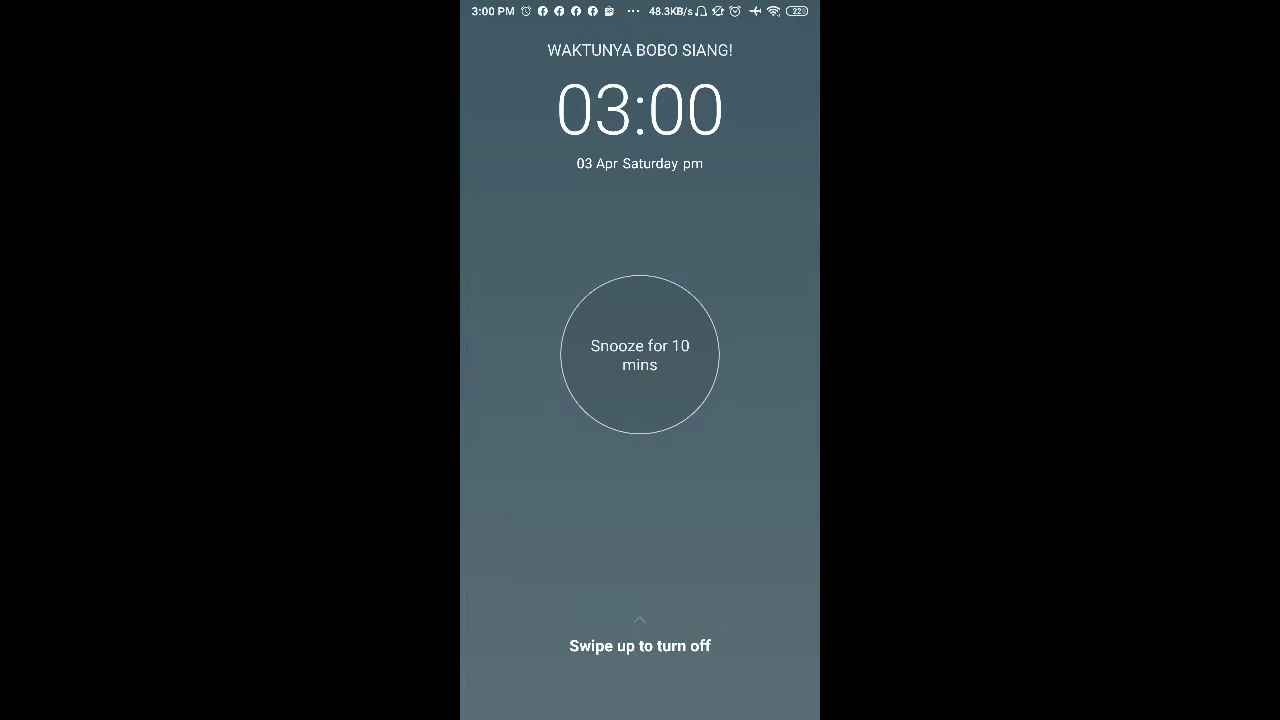 3:00 PM ... 48.3KB/s 22
WAKTUNYA BOBO SIANG!
03:00
03 Apr Saturday pm
Snooze for 10
mins
Swipe up to turn off